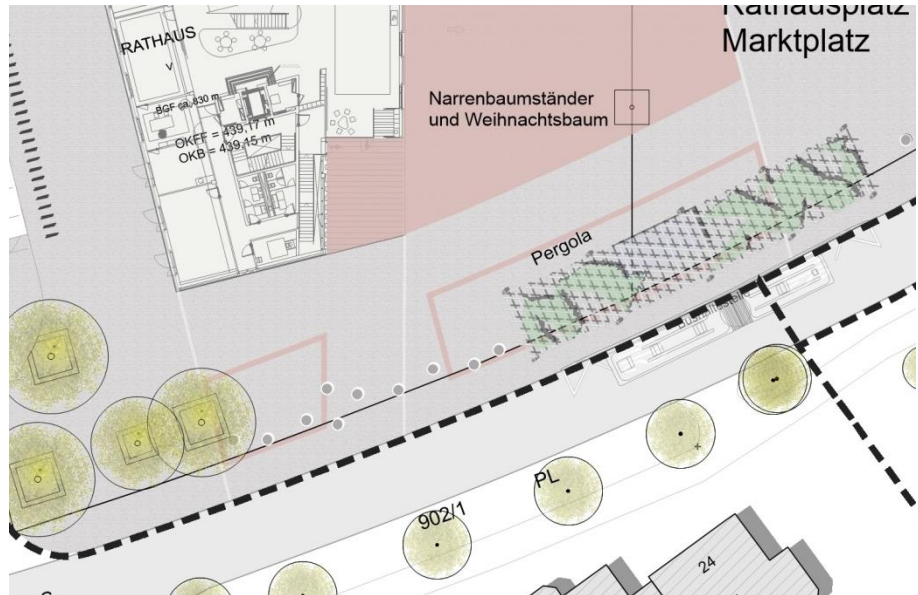 Rathausplatz
Marktplatz
RATHAUS
BGF ca. 830 m
OKFF = 439,17 m
OKB = 439,15 m
Narrenbaumständer
und Weihnachtsbaum
Pergola
PL
902/1
24